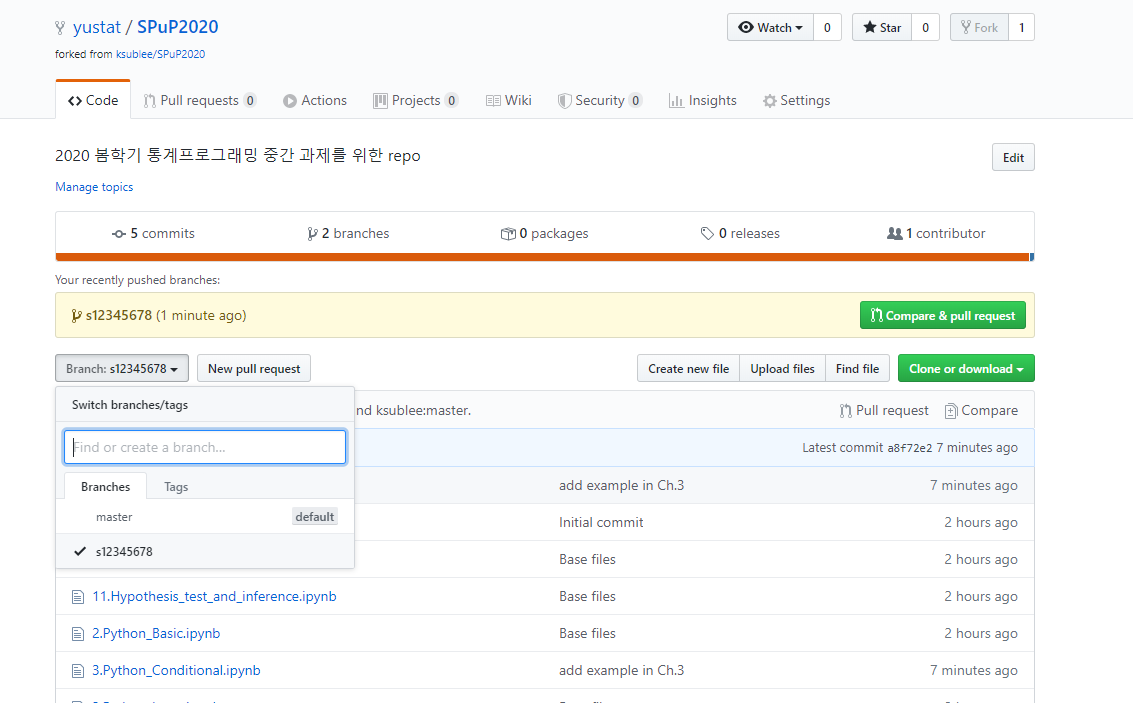 yustat / SPuP2020
Watch 0 Star 0 Fork 1
forked from ksublee/SPuP2020
Code Pull requests 0 Actions Projects 0 Wiki Security 0 Insights Settings
2020 봄학기 통계프로그래밍 중간 과제를 위한 repo
Edit
Manage topics
5 commits 2 branches 0 packages 0 releases 1 contributor
Your recently pushed branches:
s12345678 (1 minute ago) Compare & pull request
Branch: s12345678 New pull request Create new file Upload files Find file Clone or download
Switch branches/tags
nd ksublee:master. Pull request Compare
Find or create a branch...
Latest commit a8f72e2 7 minutes ago
Branches Tags
add example in Ch.3 7 minutes ago
master default
Initial commit 2 hours ago
s12345678
Base files 2 hours ago
11.Hypothesis_test_and_inference.ipynb Base files 2 hours ago
2.Python_Basic.ipynb Base files 2 hours ago
3.Python_Conditional.ipynb add example in Ch.3 7 minutes ago